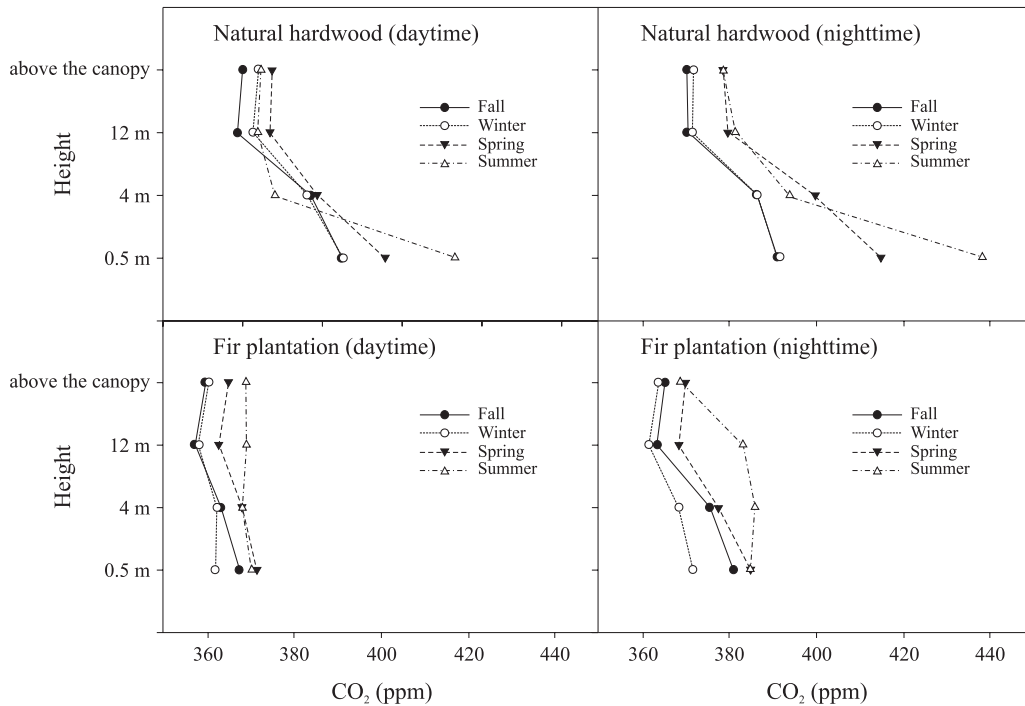 Natural hardwood (daytime)
Natural hardwood (nighttime)
above the canopy
12 m
4 m
0.5 m
Height
Fall
Winter
Spring
Summer
Fall
Winter
Spring
Summer
Fir plantation (daytime)
Fir plantation (nighttime)
above the canopy
12 m
4 m
0.5 m
Height
Fall
Winter
Spring
Summer
Fall
Winter
Spring
Summer
360 380 400 420 440 360 380 400 420 440
CO₂ (ppm) CO₂ (ppm)